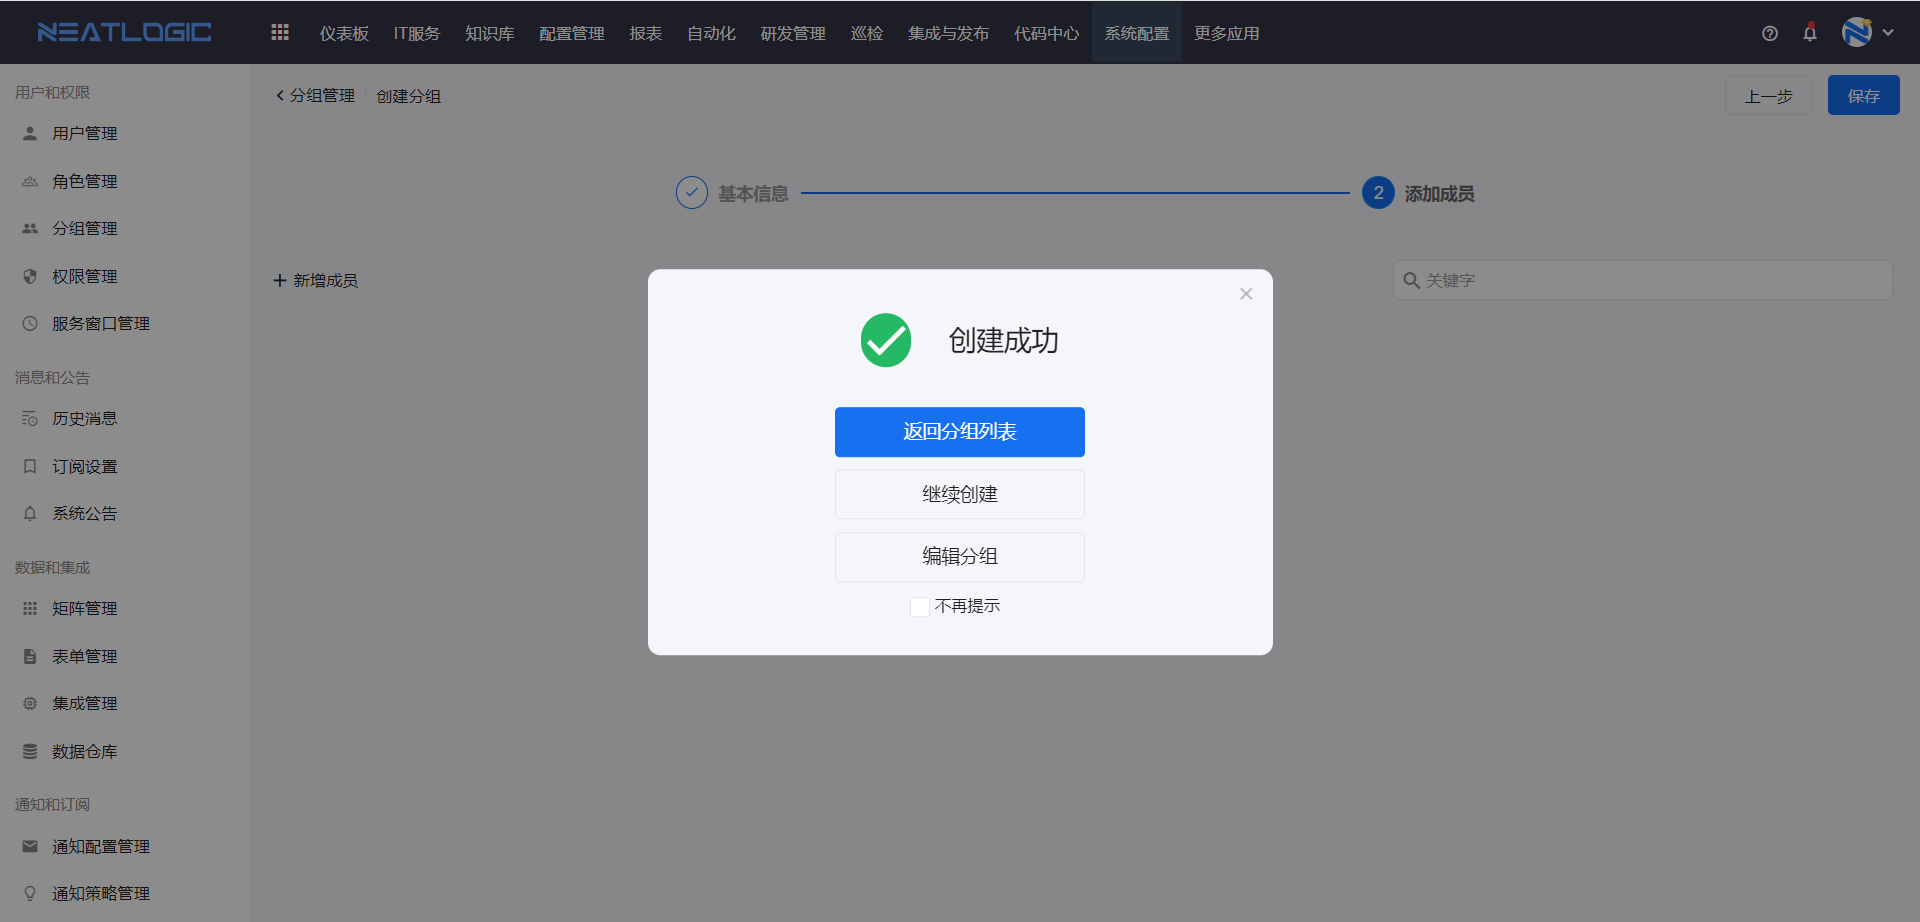 NEATLOGIC
仪表板 IT服务 知识库 配置管理 报表 自动化 研发管理 巡检 集成与发布 代码中心 系统配置 更多应用
用户和权限
用户管理
角色管理
分组管理
权限管理
服务窗口管理
消息和公告
历史消息
订阅设置
系统公告
数据和集成
矩阵管理
表单管理
集成管理
数据仓库
通知和订阅
通知配置管理
通知策略管理
分组管理 创建分组
上一步 保存
基本信息 2 添加成员
新增成员 关键字
创建成功
返回分组列表
继续创建
编辑分组
不再提示